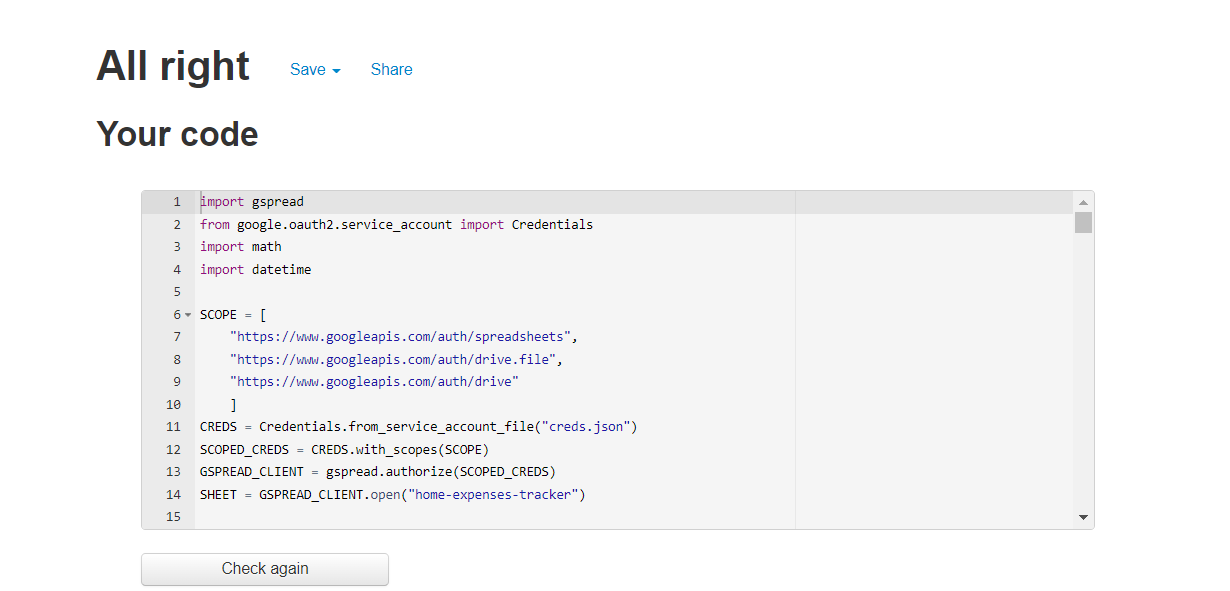 All right Save Share
Your code
1 import gspread
2 from google.oauth2.service_account import Credentials
3 import math
4 import datetime
5
6 SCOPE = [
7     "https://www.googleapis.com/auth/spreadsheets",
8     "https://www.googleapis.com/auth/drive.file",
9     "https://www.googleapis.com/auth/drive"
10     ]
11 CREDS = Credentials.from_service_account_file("creds.json")
12 SCOPED_CREDS = CREDS.with_scopes(SCOPE)
13 GSPREAD_CLIENT = gspread.authorize(SCOPED_CREDS)
14 SHEET = GSPREAD_CLIENT.open("home-expenses-tracker")
15
Check again